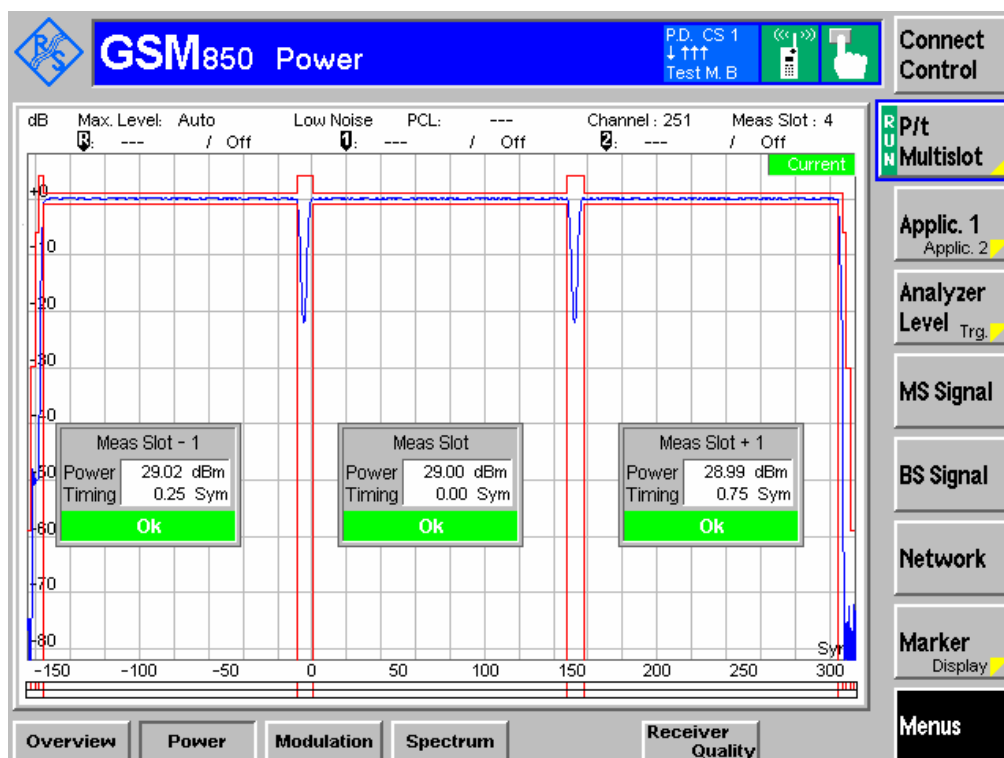 R S
GSM850 Power
P.D. CS 1
↓ ↑↑↑
Test M. B
Connect
Control
dB Max. Level: Auto Low Noise PCL: --- Channel : 251 Meas Slot : 4
R: --- / Off 1: --- / Off 2: --- / Off
RUN
P/t
Multislot
Current
+0
-10
-20
-30
-40
-50
-60
-70
-80
Applic. 1
Applic. 2
Analyzer
Level Trg.
MS Signal
BS Signal
Network
Marker
Display
Menus
Meas Slot - 1
Power 29.02 dBm
Timing 0.25 Sym
Ok
Meas Slot
Power 29.00 dBm
Timing 0.00 Sym
Ok
Meas Slot + 1
Power 28.99 dBm
Timing 0.75 Sym
Ok
-150 -100 -50 0 50 100 150 200 250 300
Overview Power Modulation Spectrum Receiver Quality